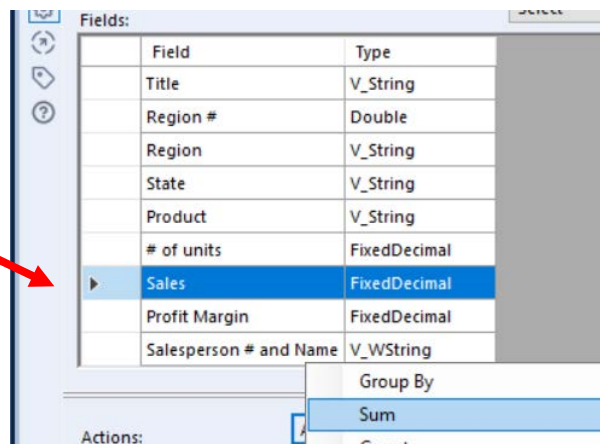 Fields:
Field Type
Title V_String
Region # Double
Region V_String
State V_String
Product V_String
# of units FixedDecimal
Sales FixedDecimal
Profit Margin FixedDecimal
Salesperson # and Name V_WString
Group By
Sum
Actions: